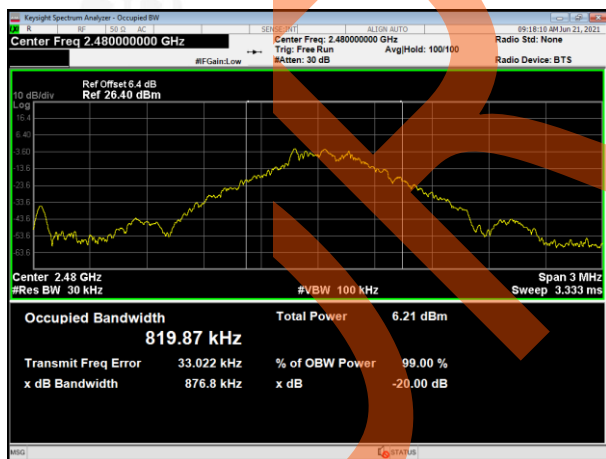 Keysight Spectrum Analyzer - Occupied BW
R RF 50 Ω AC SENSE:INT ALIGN AUTO 09:18:10 AM Jun 21, 2021
Center Freq 2.480000000 GHz Center Freq: 2.480000000 GHz Radio Std: None
Trig: Free Run Avg|Hold: 100/100
#IFGain:Low #Atten: 30 dB Radio Device: BTS
Ref Offset 6.4 dB
10 dB/div Ref 26.40 dBm
Log
16.4
6.40
-3.60
-13.6
-23.6
-33.6
-43.6
-53.6
-63.6
Center 2.48 GHz Span 3 MHz
#Res BW 30 kHz #VBW 100 kHz Sweep 3.333 ms
Occupied Bandwidth Total Power 6.21 dBm
819.87 kHz
Transmit Freq Error 33.022 kHz % of OBW Power 99.00 %
x dB Bandwidth 876.8 kHz x dB -20.00 dB
MSG STATUS